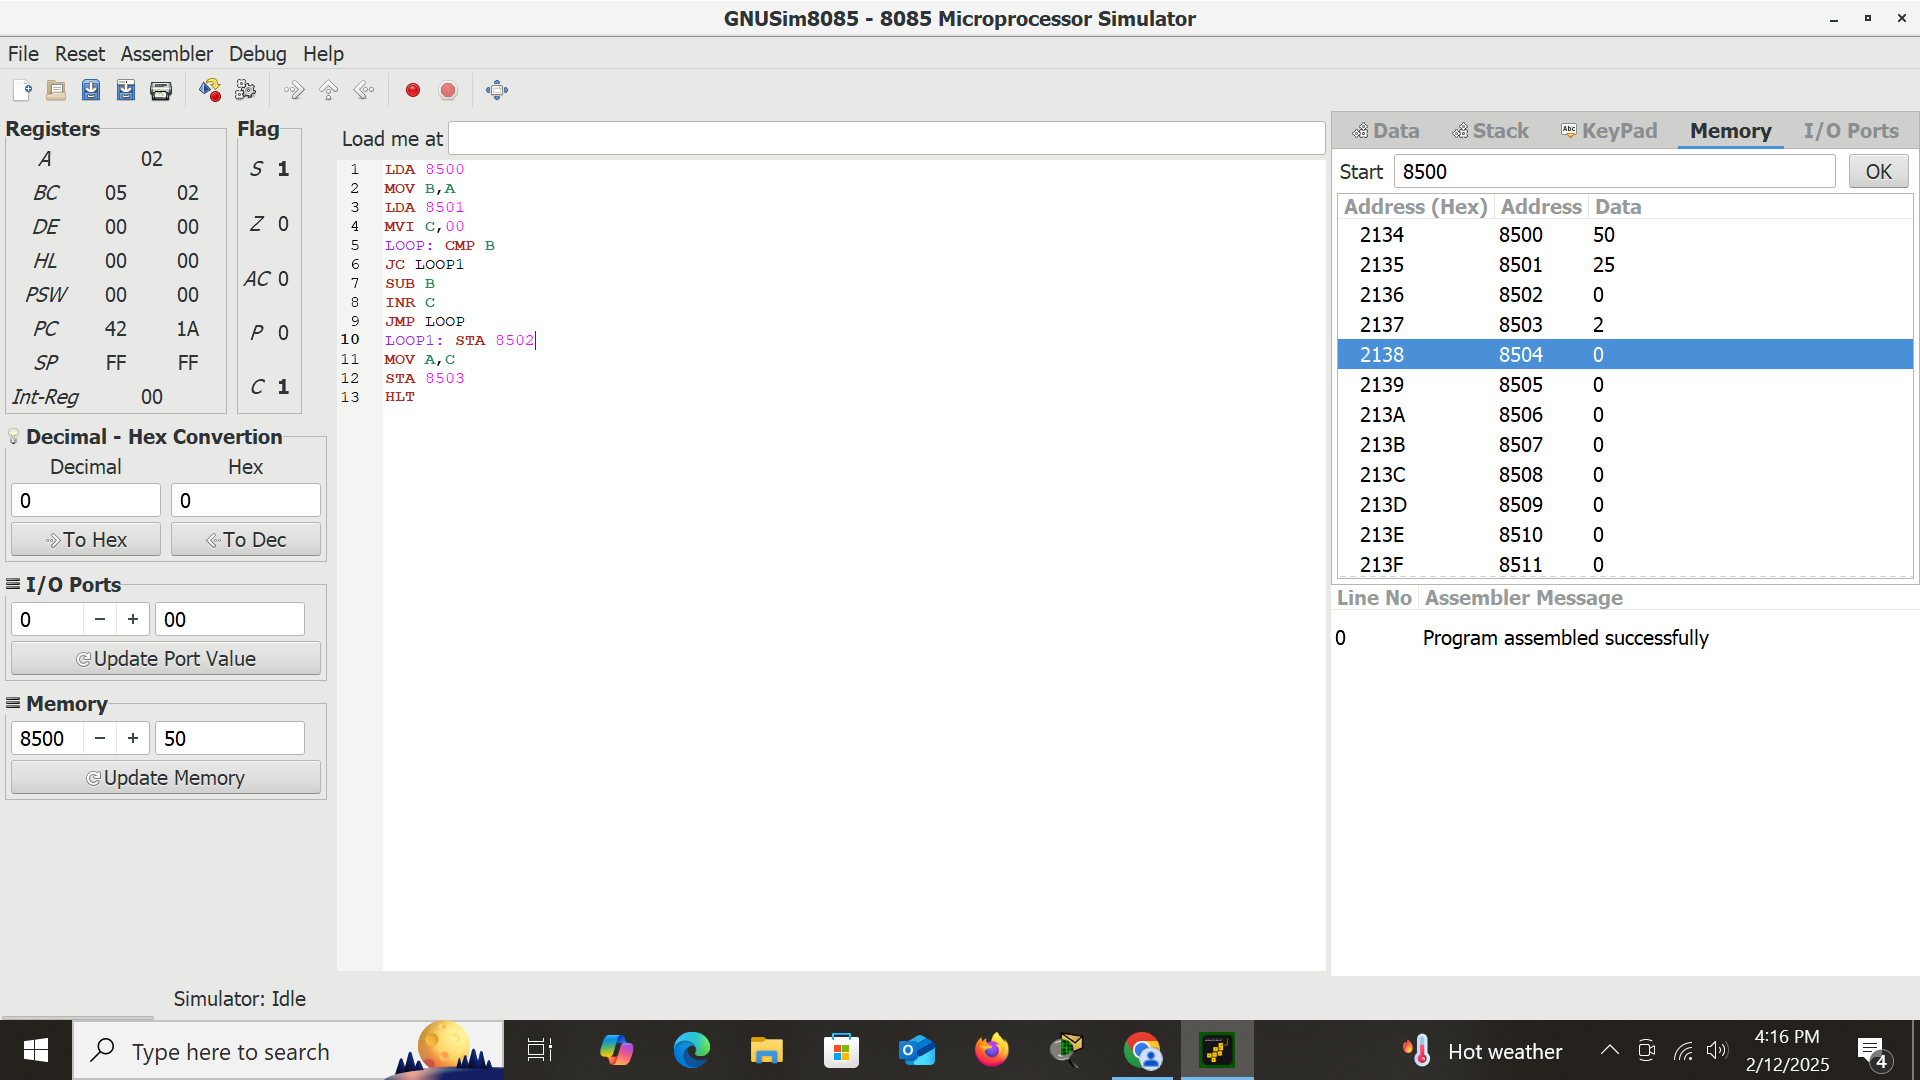 GNUSim8085 - 8085 Microprocessor Simulator
File Reset Assembler Debug Help
Registers
A 02
BC 05 02
DE 00 00
HL 00 00
PSW 00 00
PC 42 1A
SP FF FF
Int-Reg 00
Flag
S 1
Z 0
AC 0
P 0
C 1
Decimal - Hex Convertion
Decimal Hex
0 0
To Hex To Dec
I/O Ports
0 - + 00
Update Port Value
Memory
8500 - + 50
Update Memory
Load me at
1 LDA 8500
2 MOV B,A
3 LDA 8501
4 MVI C,00
5 LOOP: CMP B
6 JC LOOP1
7 SUB B
8 INR C
9 JMP LOOP
10 LOOP1: STA 8502
11 MOV A,C
12 STA 8503
13 HLT
Data Stack Abc KeyPad Memory I/O Ports
Start 8500 OK
Address (Hex) Address Data
2134 8500 50
2135 8501 25
2136 8502 0
2137 8503 2
2138 8504 0
2139 8505 0
213A 8506 0
213B 8507 0
213C 8508 0
213D 8509 0
213E 8510 0
213F 8511 0
Line No Assembler Message
0 Program assembled successfully
Simulator: Idle
Type here to search
Hot weather
4:16 PM
2/12/2025
4